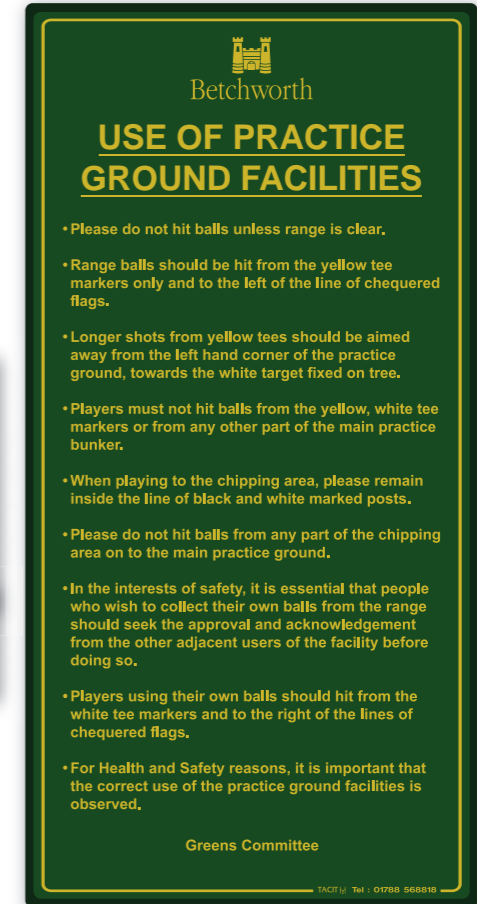 Betchworth
USE OF PRACTICE
GROUND FACILITIES
• Please do not hit balls unless range is clear.
• Range balls should be hit from the yellow tee
markers only and to the left of the line of chequered
flags.
• Longer shots from yellow tees should be aimed
away from the left hand corner of the practice
ground, towards the white target fixed on tree.
• Players must not hit balls from the yellow, white tee
markers or from any other part of the main practice
bunker.
• When playing to the chipping area, please remain
inside the line of black and white marked posts.
• Please do not hit balls from any part of the chipping
area on to the main practice ground.
• In the interests of safety, it is essential that people
who wish to collect their own balls from the range
should seek the approval and acknowledgement
from the other adjacent users of the facility before
doing so.
• Players using their own balls should hit from the
white tee markers and to the right of the lines of
chequered flags.
• For Health and Safety reasons, it is important that
the correct use of the practice ground facilities is
observed.
Greens Committee
TACIT Tel : 01788 568818